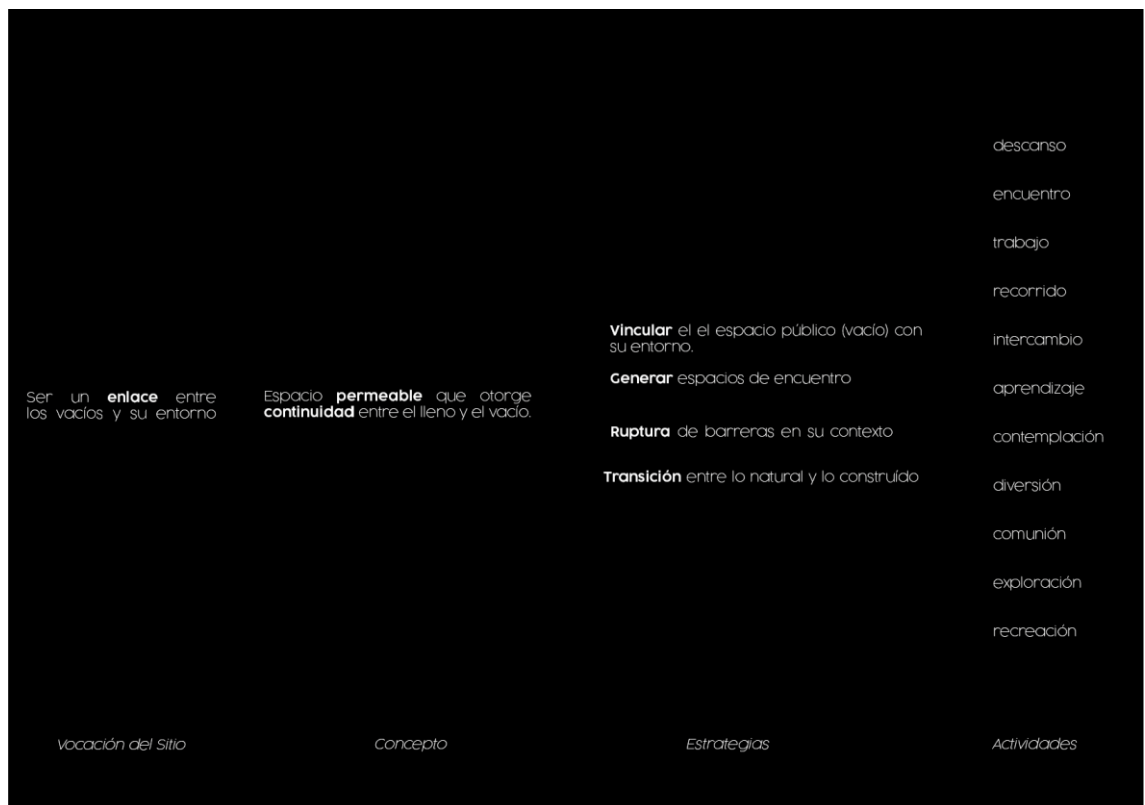 Ser un enlace entre
los vacíos y su entorno
Espacio permeable que otorge
continuidad entre el lleno y el vacío.
Vincular el el espacio público (vacío) con
su entorno.
Generar espacios de encuentro
Ruptura de barreras en su contexto
Transición entre lo natural y lo construído
descanso
encuentro
trabajo
recorrido
intercambio
aprendizaje
contemplación
diversión
comunión
exploración
recreación
Vocación del Sitio
Concepto
Estrategias
Actividades